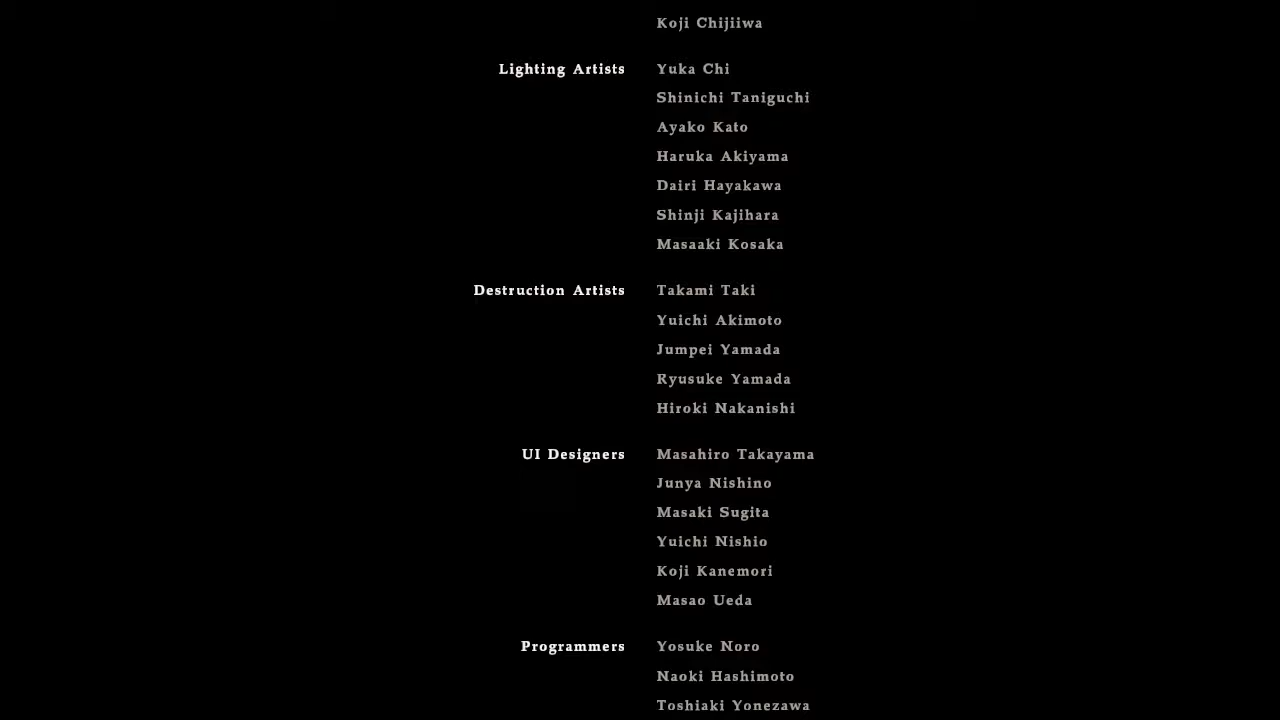 Koji Chijiiwa
Lighting Artists Yuka Chi
Shinichi Taniguchi
Ayako Kato
Haruka Akiyama
Dairi Hayakawa
Shinji Kajihara
Masaaki Kosaka
Destruction Artists Takami Taki
Yuichi Akimoto
Jumpei Yamada
Ryusuke Yamada
Hiroki Nakanishi
UI Designers Masahiro Takayama
Junya Nishino
Masaki Sugita
Yuichi Nishio
Koji Kanemori
Masao Ueda
Programmers Yosuke Noro
Naoki Hashimoto
Toshiaki Yonezawa